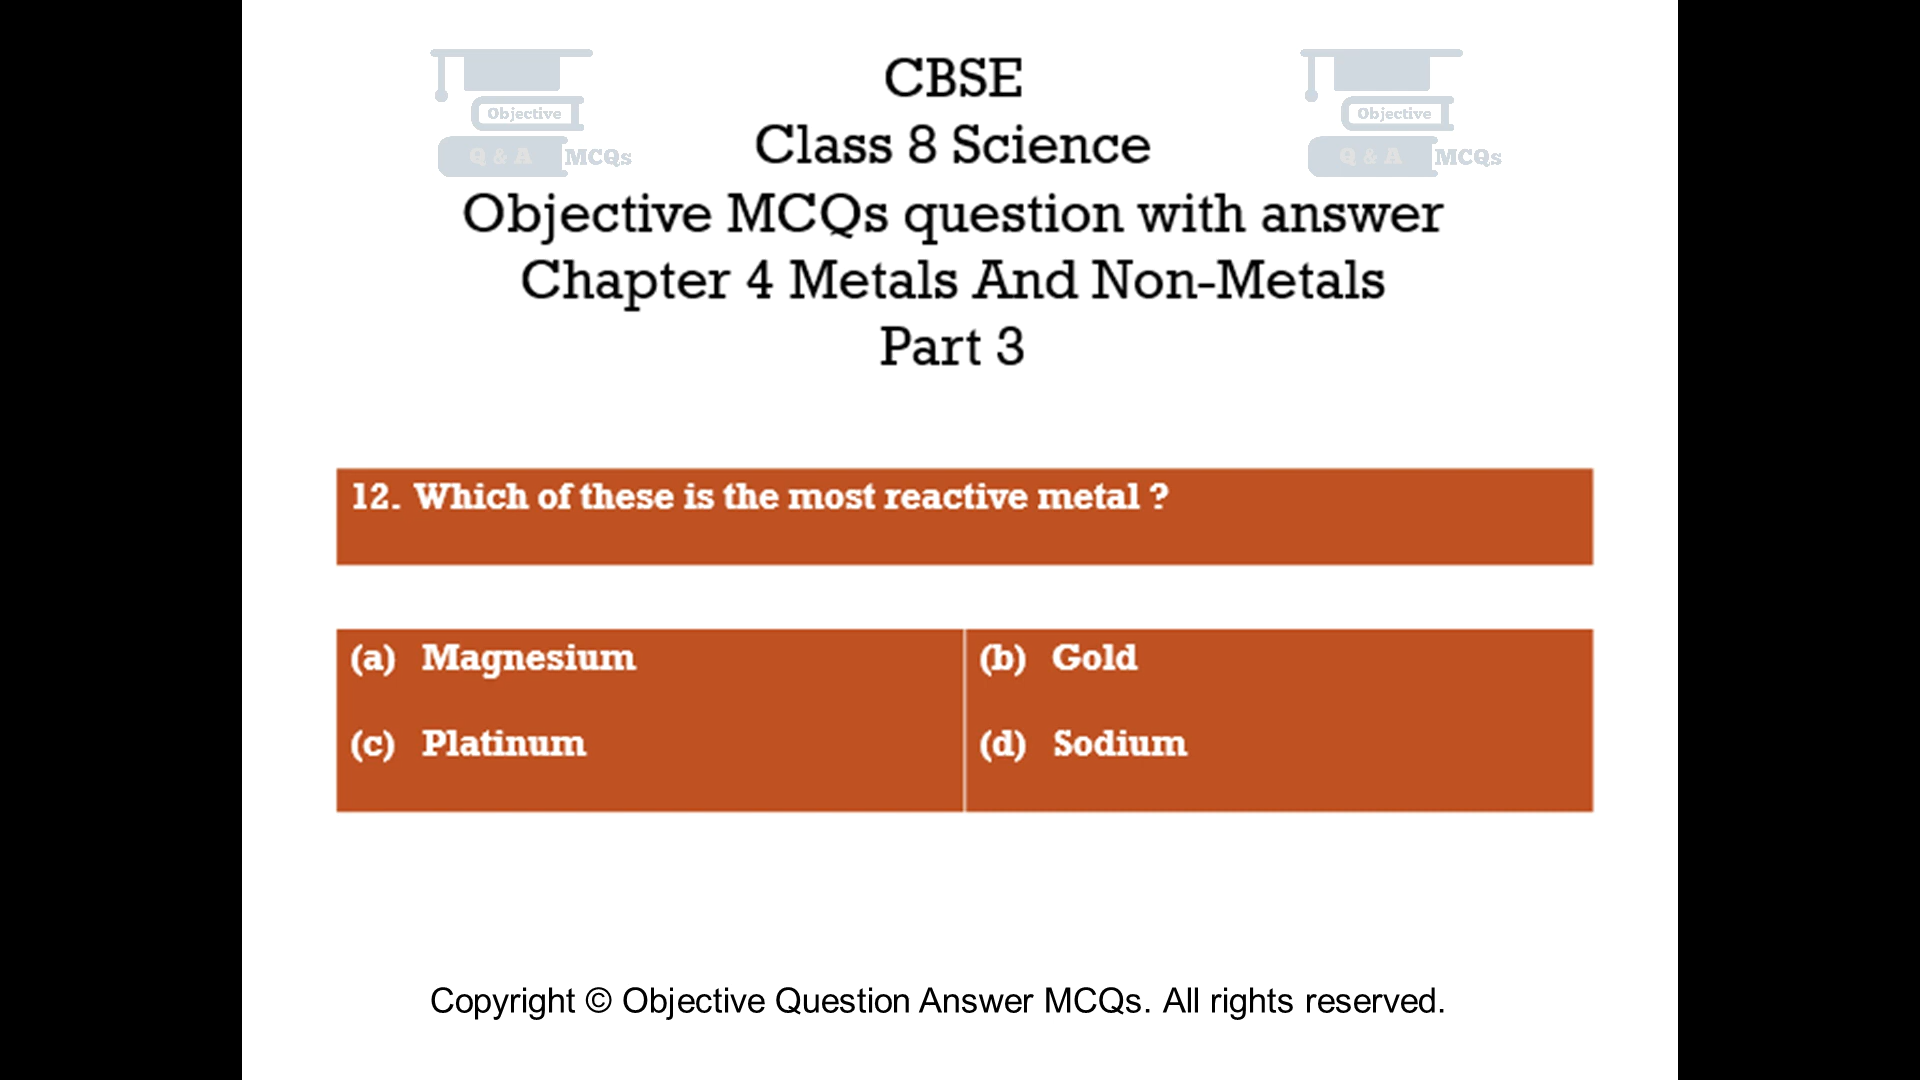 Objective
Q & A MCQs
Objective
Q & A MCQs
CBSE
Class 8 Science
Objective MCQs question with answer
Chapter 4 Metals And Non-Metals
Part 3
12. Which of these is the most reactive metal ?
(a) Magnesium
(b) Gold
(c) Platinum
(d) Sodium
Copyright © Objective Question Answer MCQs. All rights reserved.